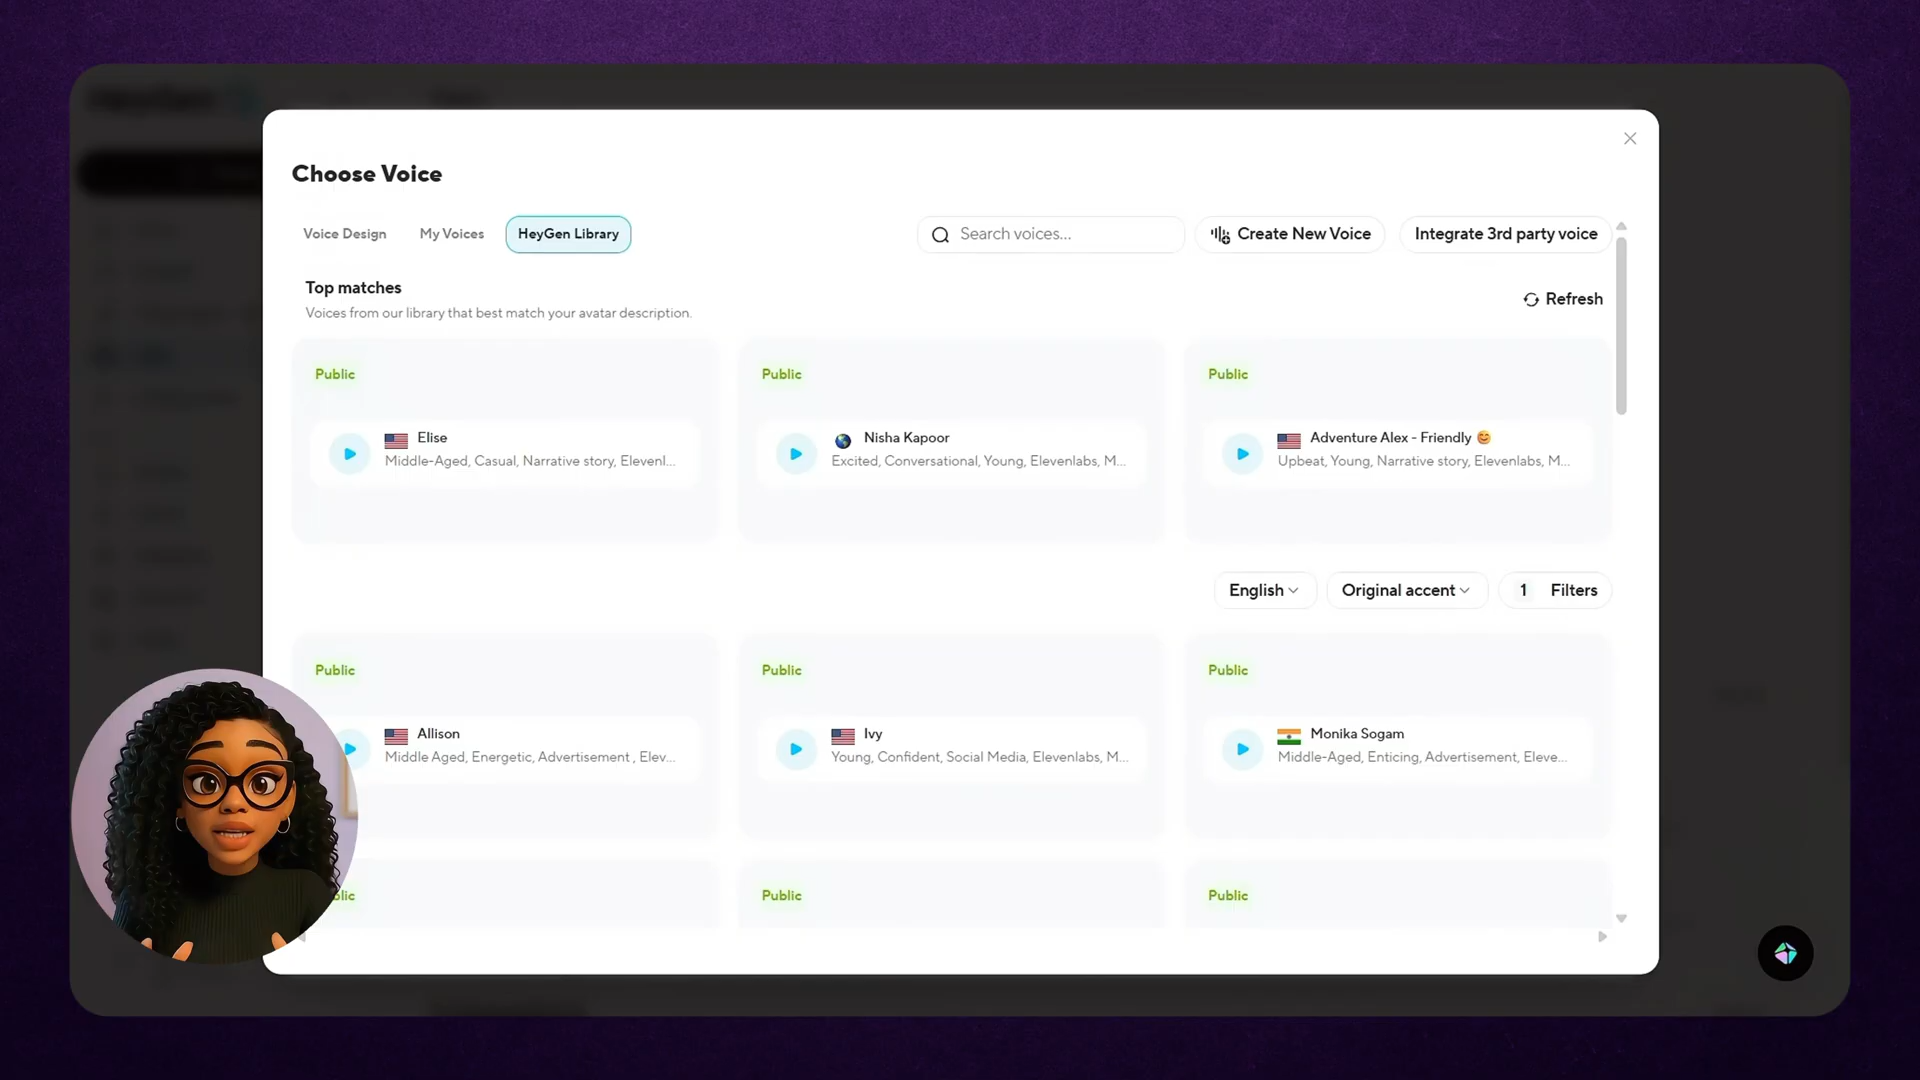 Choose Voice
Voice Design My Voices HeyGen Library Search voices... Create New Voice Integrate 3rd party voice
Top matches
Voices from our library that best match your avatar description.
Refresh
Public Public Public
Elise Nisha Kapoor Adventure Alex - Friendly 😊
Middle-Aged, Casual, Narrative story, Elevenl... Excited, Conversational, Young, Elevenlabs, M... Upbeat, Young, Narrative story, Elevenlabs, M...
English Original accent 1 Filters
Public Public Public
Allison Ivy Monika Sogam
Middle Aged, Energetic, Advertisement , Elev... Young, Confident, Social Media, Elevenlabs, M... Middle-Aged, Enticing, Advertisement, Eleve...
Public Public